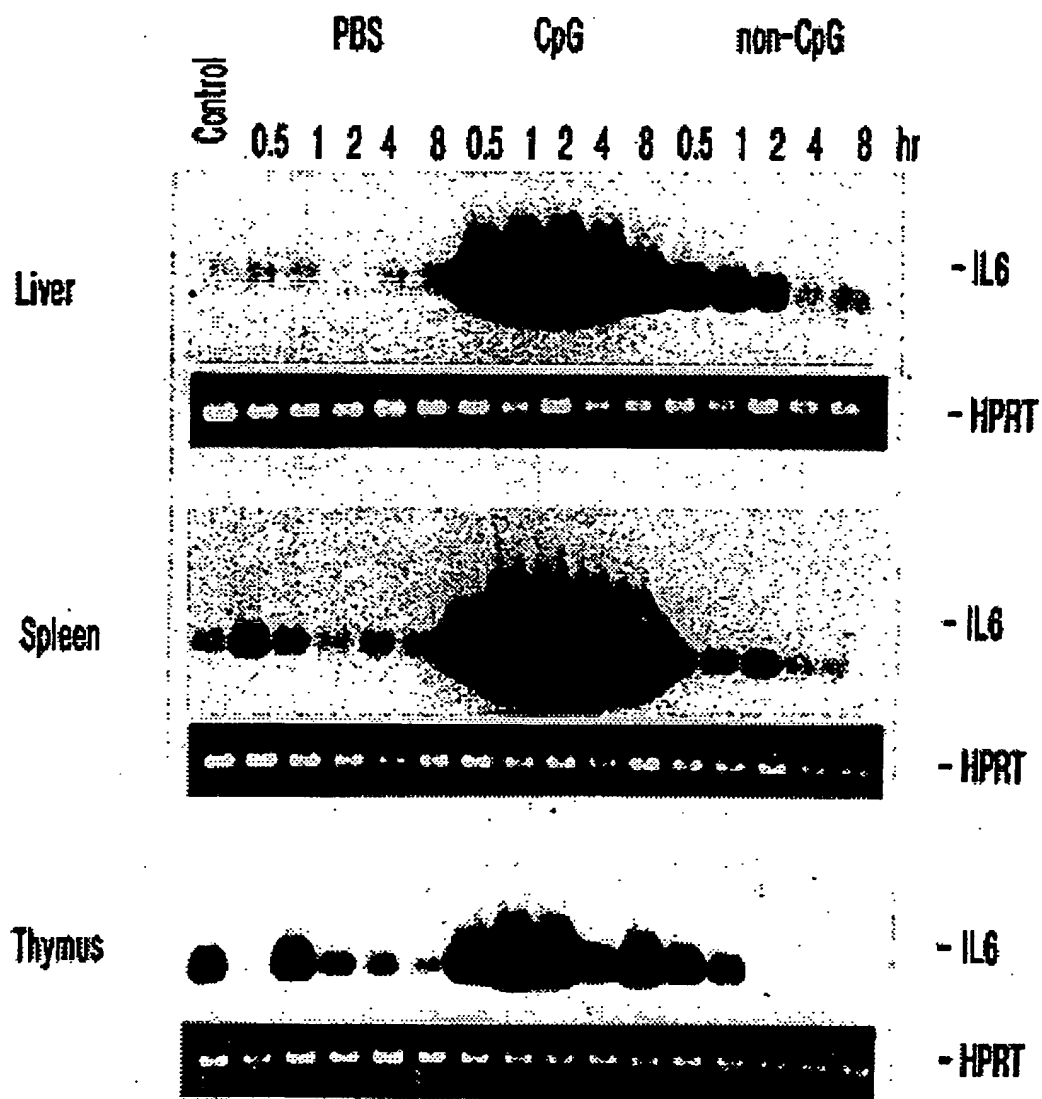 PBS CpG non-CpG
Control 0.5 1 2 4 8 0.5 1 2 4 8 0.5 1 2 4 8 hr
Liver - IL6
- HPRT
Spleen - IL6
- HPRT
Thymus - IL6
- HPRT